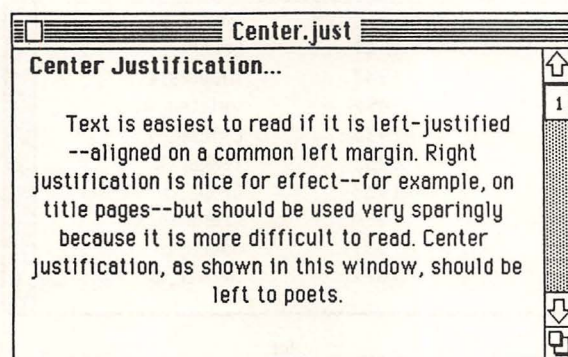 Center.just
Center Justification...
1
Text is easiest to read if it is left-justified
--aligned on a common left margin. Right
justification is nice for effect--for example, on
title pages--but should be used very sparingly
because it is more difficult to read. Center
justification, as shown in this window, should be
left to poets.